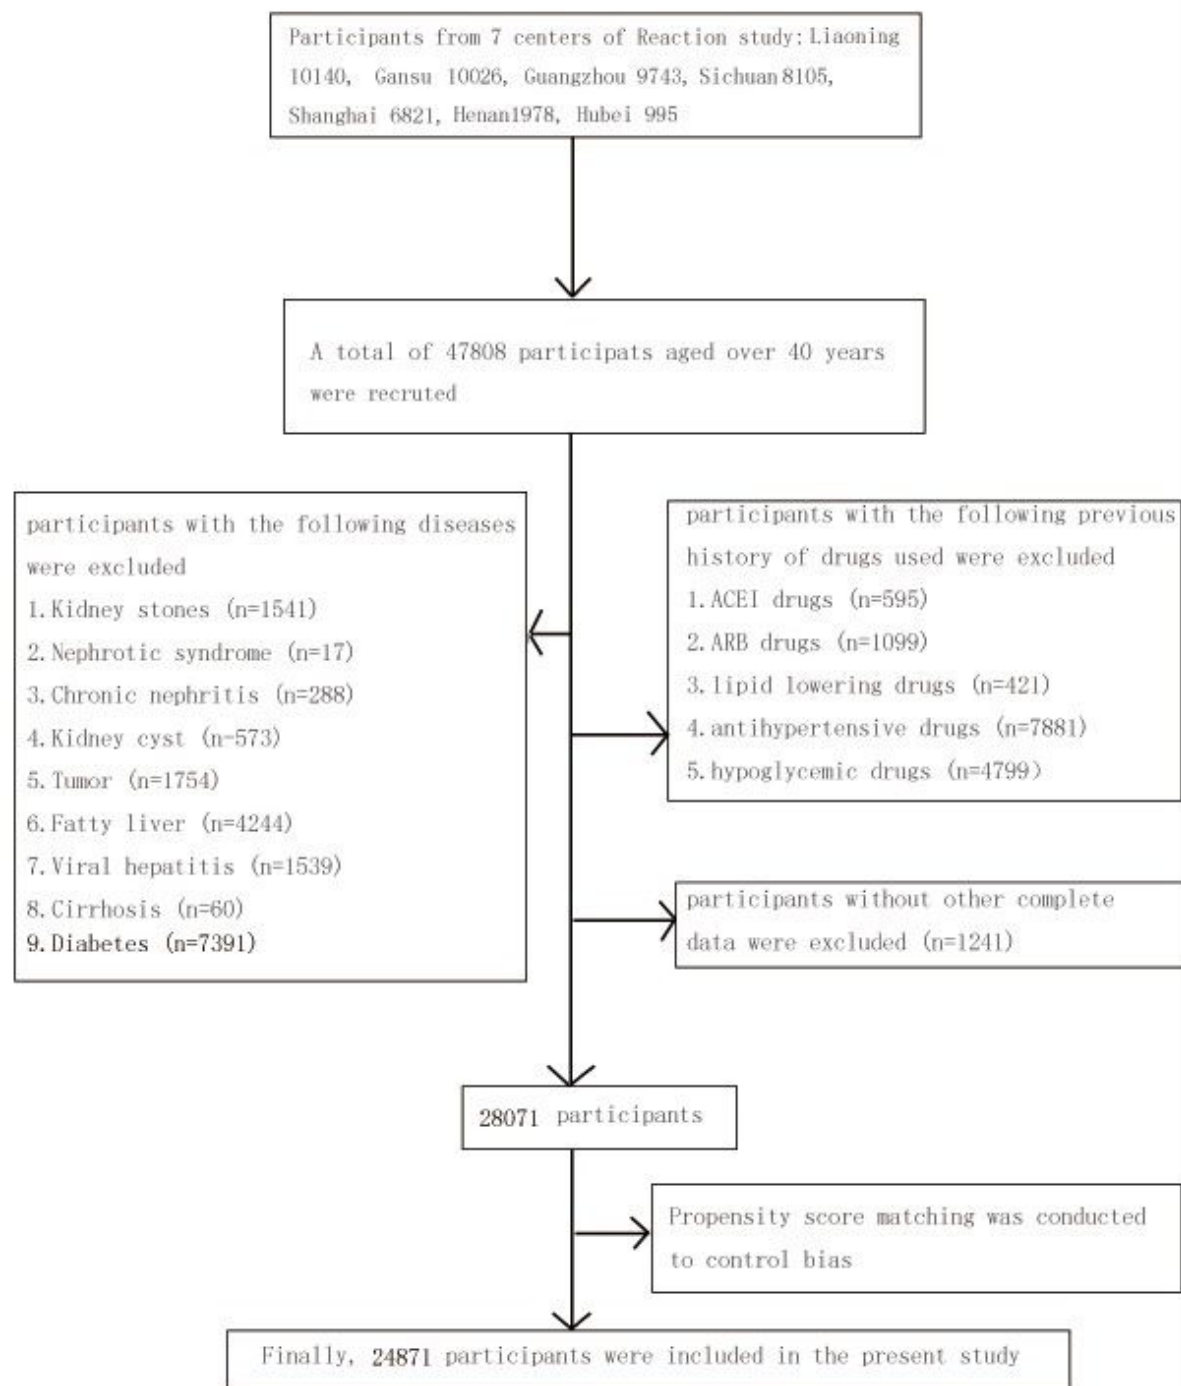 Participants from 7 centers of Reaction study: Liaoning
10140, Gansu 10026, Guangzhou 9743, Sichuan 8105,
Shanghai 6821, Henan1978, Hubei 995
A total of 47808 participats aged over 40 years
were recruted
participants with the following diseases
were excluded
1. Kidney stones (n=1541)
2. Nephrotic syndrome (n=17)
3. Chronic nephritis (n=288)
4. Kidney cyst (n-573)
5. Tumor (n=1754)
6. Fatty liver (n=4244)
7. Viral hepatitis (n=1539)
8. Cirrhosis (n=60)
9. Diabetes (n=7391)
participants with the following previous
history of drugs used were excluded
1. ACEI drugs (n=595)
2. ARB drugs (n=1099)
3. lipid lowering drugs (n=421)
4. antihypertensive drugs (n=7881)
5. hypoglycemic drugs (n=4799)
participants without other complete
data were excluded (n=1241)
28071 participants
Propensity score matching was conducted
to control bias
Finally, 24871 participants were included in the present study